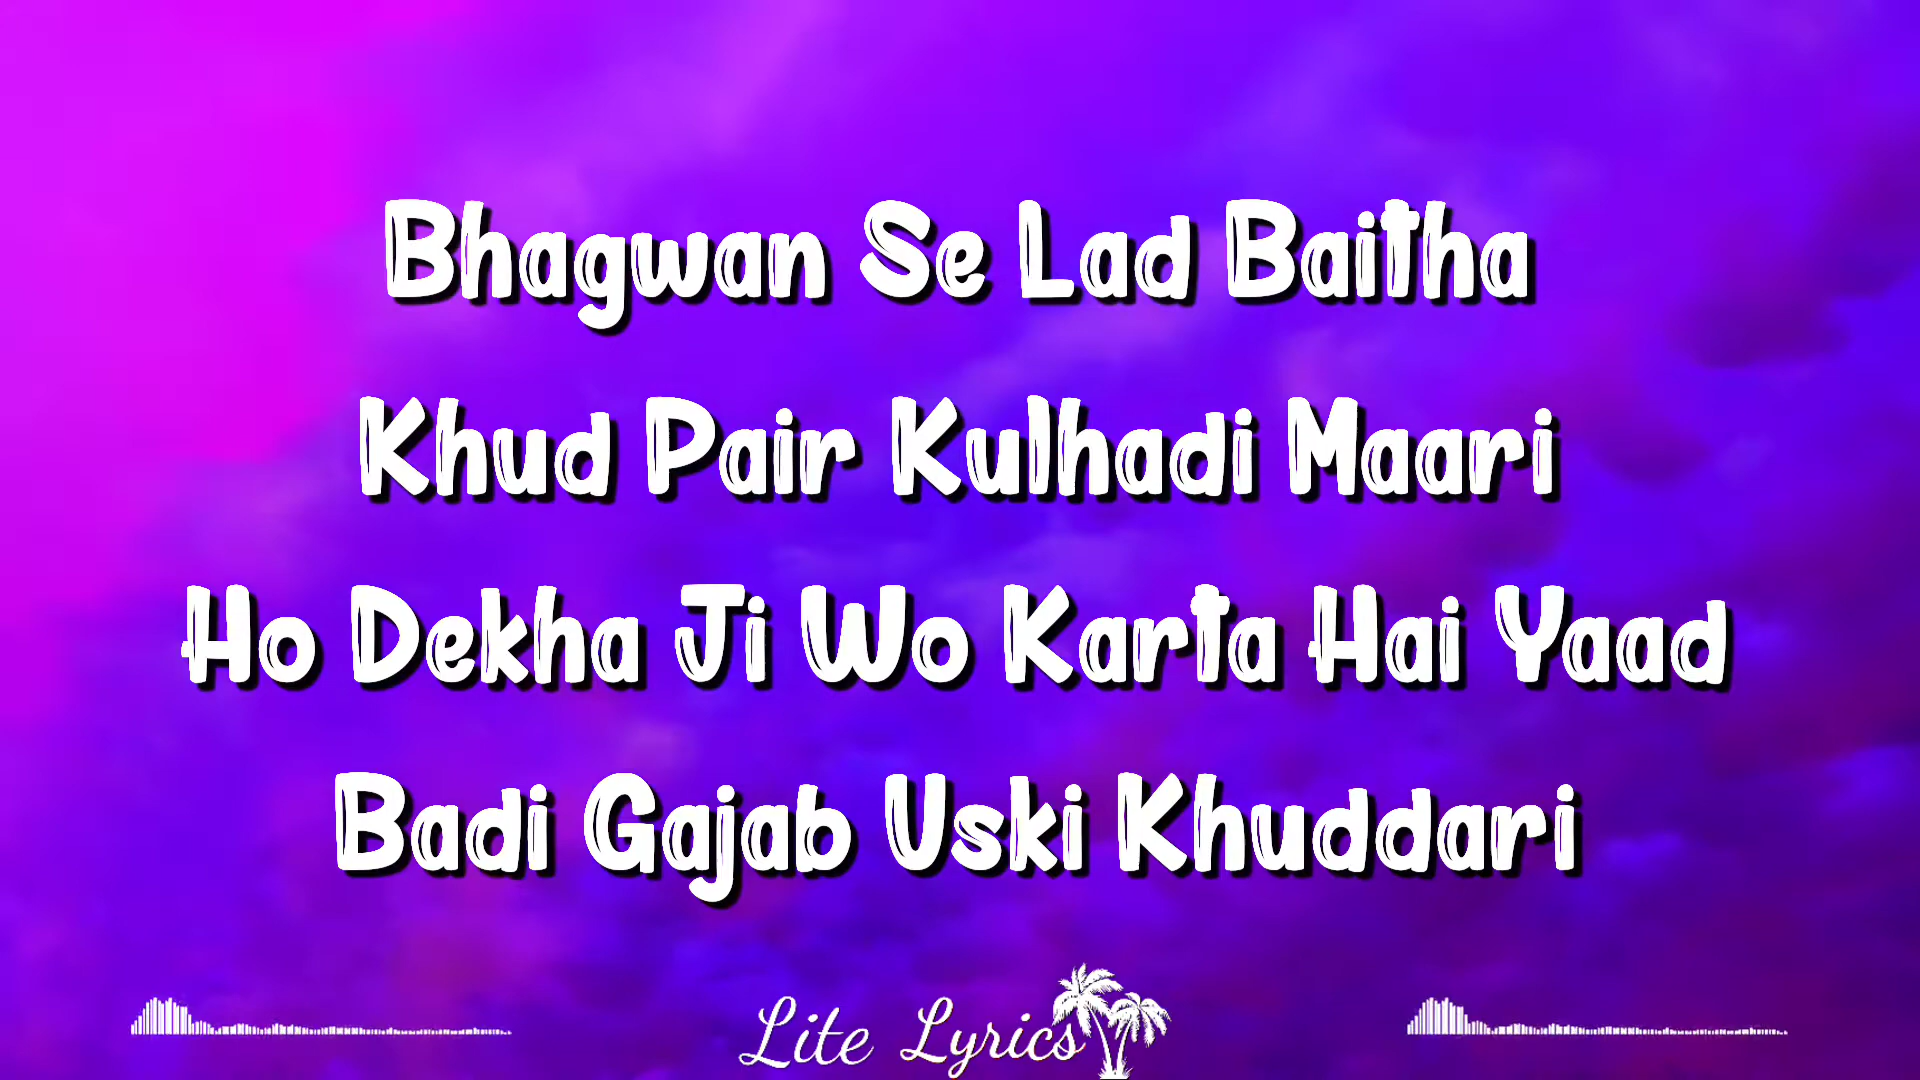 Bhagwan Se Lad Baitha
Khud Pair Kulhadi Maari
Ho Dekha Ji Wo Karta Hai Yaad
Badi Gajab Uski Khuddari
Lite Lyrics